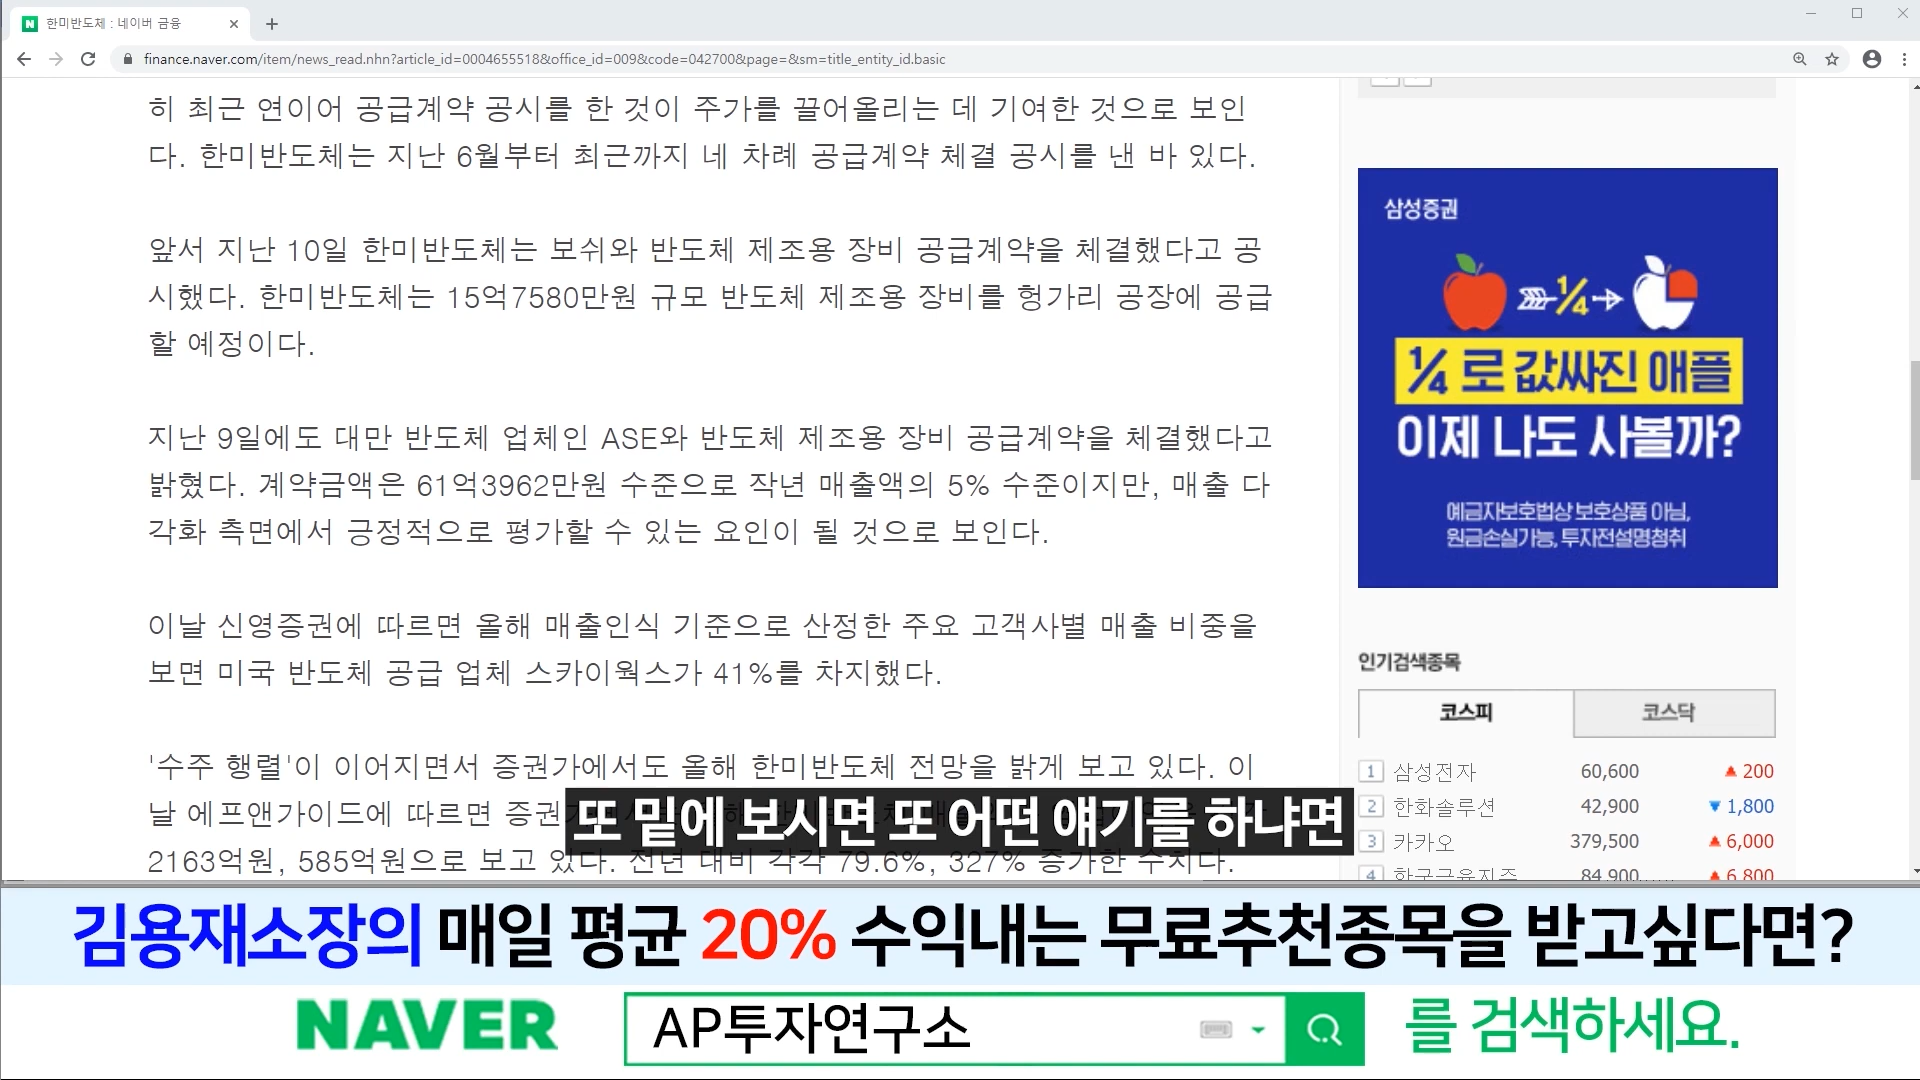 한미반도체 : 네이버 금융
finance.naver.com/item/news_read.nhn?article_id=0004655518&office_id=009&code=042700&page=&sm=title_entity_id.basic
히 최근 연이어 공급계약 공시를 한 것이 주가를 끌어올리는 데 기여한 것으로 보인
다. 한미반도체는 지난 6월부터 최근까지 네 차례 공급계약 체결 공시를 낸 바 있다.
앞서 지난 10일 한미반도체는 보쉬와 반도체 제조용 장비 공급계약을 체결했다고 공
시했다. 한미반도체는 15억7580만원 규모 반도체 제조용 장비를 헝가리 공장에 공급
할 예정이다.
지난 9일에도 대만 반도체 업체인 ASE와 반도체 제조용 장비 공급계약을 체결했다고
밝혔다. 계약금액은 61억3962만원 수준으로 작년 매출액의 5% 수준이지만, 매출 다
각화 측면에서 긍정적으로 평가할 수 있는 요인이 될 것으로 보인다.
이날 신영증권에 따르면 올해 매출인식 기준으로 산정한 주요 고객사별 매출 비중을
보면 미국 반도체 공급 업체 스카이웍스가 41%를 차지했다.
'수주 행렬'이 이어지면서 증권가에서도 올해 한미반도체 전망을 밝게 보고 있다. 이
날 에프앤가이드에 따르면
2163억원, 585억원으로 보고 있다. 전년 대비 각각 79.6%, 327% 증가한 수치다.
삼성증권
1/4
1/4로 값싸진 애플
이제 나도 사볼까?
예금자보호법상 보호상품 아님,
원금손실가능, 투자전설명청취
인기검색종목
코스피 코스닥
1 삼성전자 60,600 ▲ 200
2 한화솔루션 42,900 ▼ 1,800
3 카카오 379,500 ▲ 6,000
4 한국금융지주 84,900 ▲ 6,800
또 밑에 보시면 또 어떤 얘기를 하냐면
김용재소장의 매일 평균 20% 수익내는 무료추천종목을 받고싶다면?
NAVER AP투자연구소 를 검색하세요.